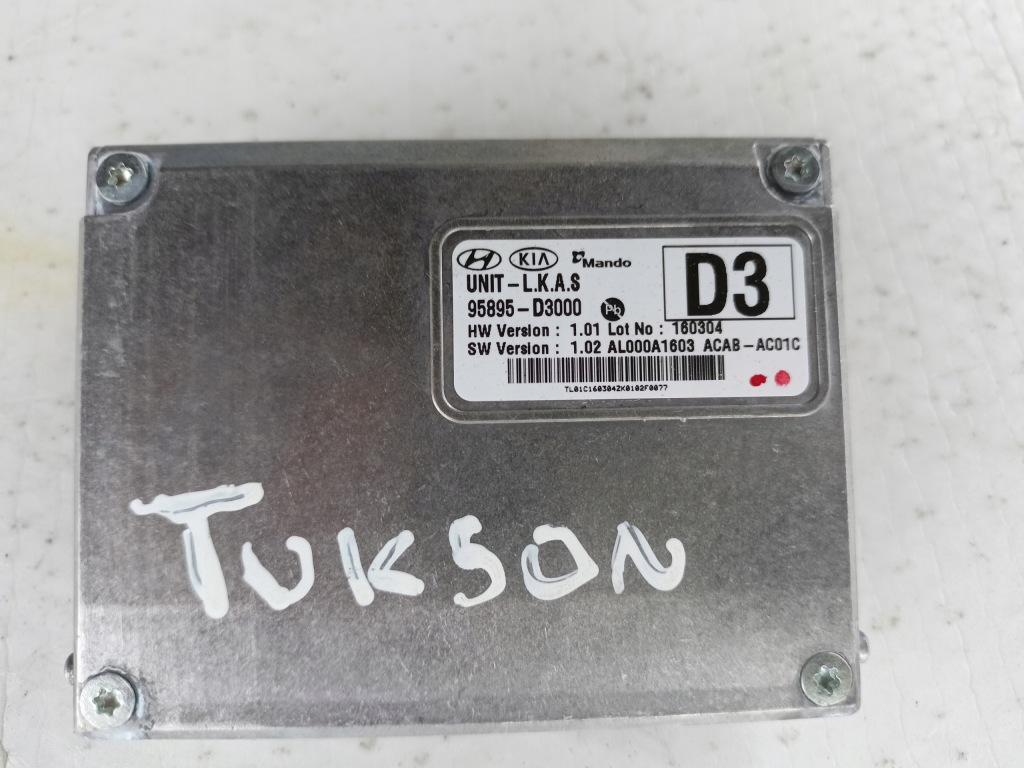 KIA Mando
D3
UNIT-L.K.A.S
95895-D3000 Pb
HW Version : 1.01 Lot No : 160304
SW Version : 1.02 AL000A1603 ACAB-AC01C
TL01C1603042K0102F0077
TUKSON